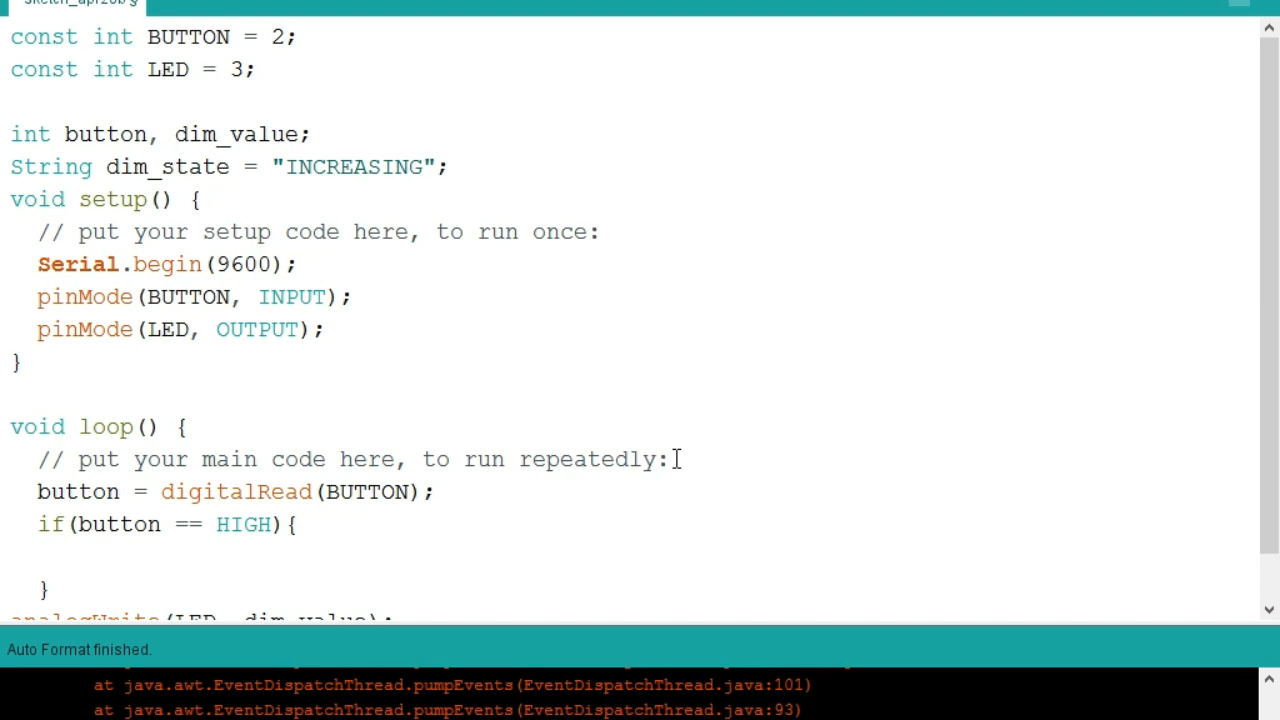 const int BUTTON = 2;
const int LED = 3;
int button, dim_value;
String dim_state = "INCREASING";
void setup() {
// put your setup code here, to run once:
Serial.begin(9600);
pinMode(BUTTON, INPUT);
pinMode(LED, OUTPUT);
}
void loop() {
// put your main code here, to run repeatedly:
button = digitalRead(BUTTON);
if(button == HIGH){
}
analogWrite(LED, dim_value);
Auto Format finished.
at java.awt.EventDispatchThread.pumpEvents(EventDispatchThread.java:101)
at java.awt.EventDispatchThread.pumpEvents(EventDispatchThread.java:93)